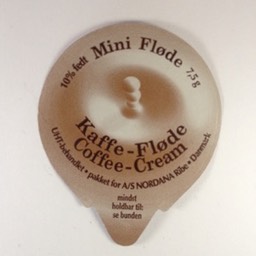 10% fedt Mini Fløde 7,5 g
Kaffe-Fløde
Coffee-Cream
UHT-behandlet • pakket for A/S NORDANA Ribe • Danmark
mindst
holdbar til:
se bunden